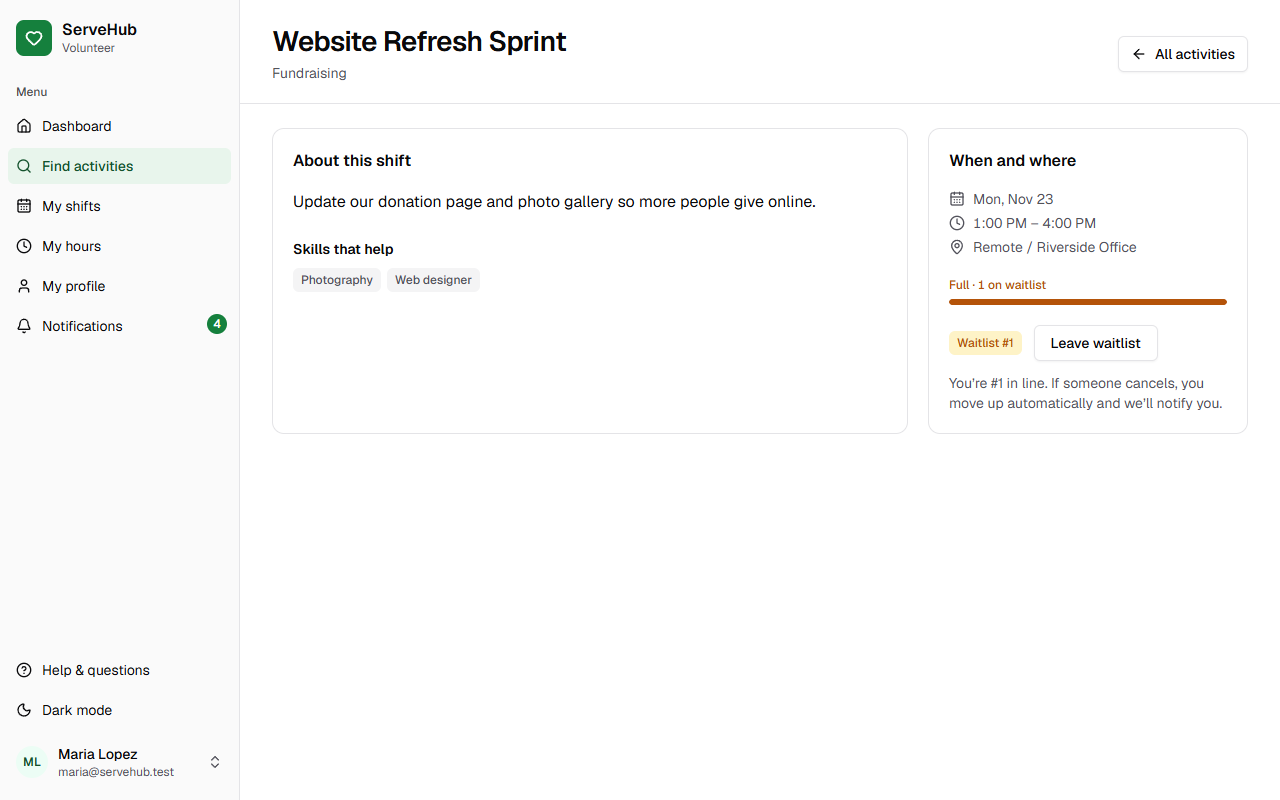 ServeHub
Volunteer
Menu
Dashboard
Find activities
My shifts
My hours
My profile
Notifications
4
Help & questions
Dark mode
ML
Maria Lopez
maria@servehub.test
Website Refresh Sprint
Fundraising
All activities
About this shift
Update our donation page and photo gallery so more people give online.
Skills that help
Photography
Web designer
When and where
Mon, Nov 23
1:00 PM – 4:00 PM
Remote / Riverside Office
Full · 1 on waitlist
Waitlist #1
Leave waitlist
You're #1 in line. If someone cancels, you
move up automatically and we'll notify you.